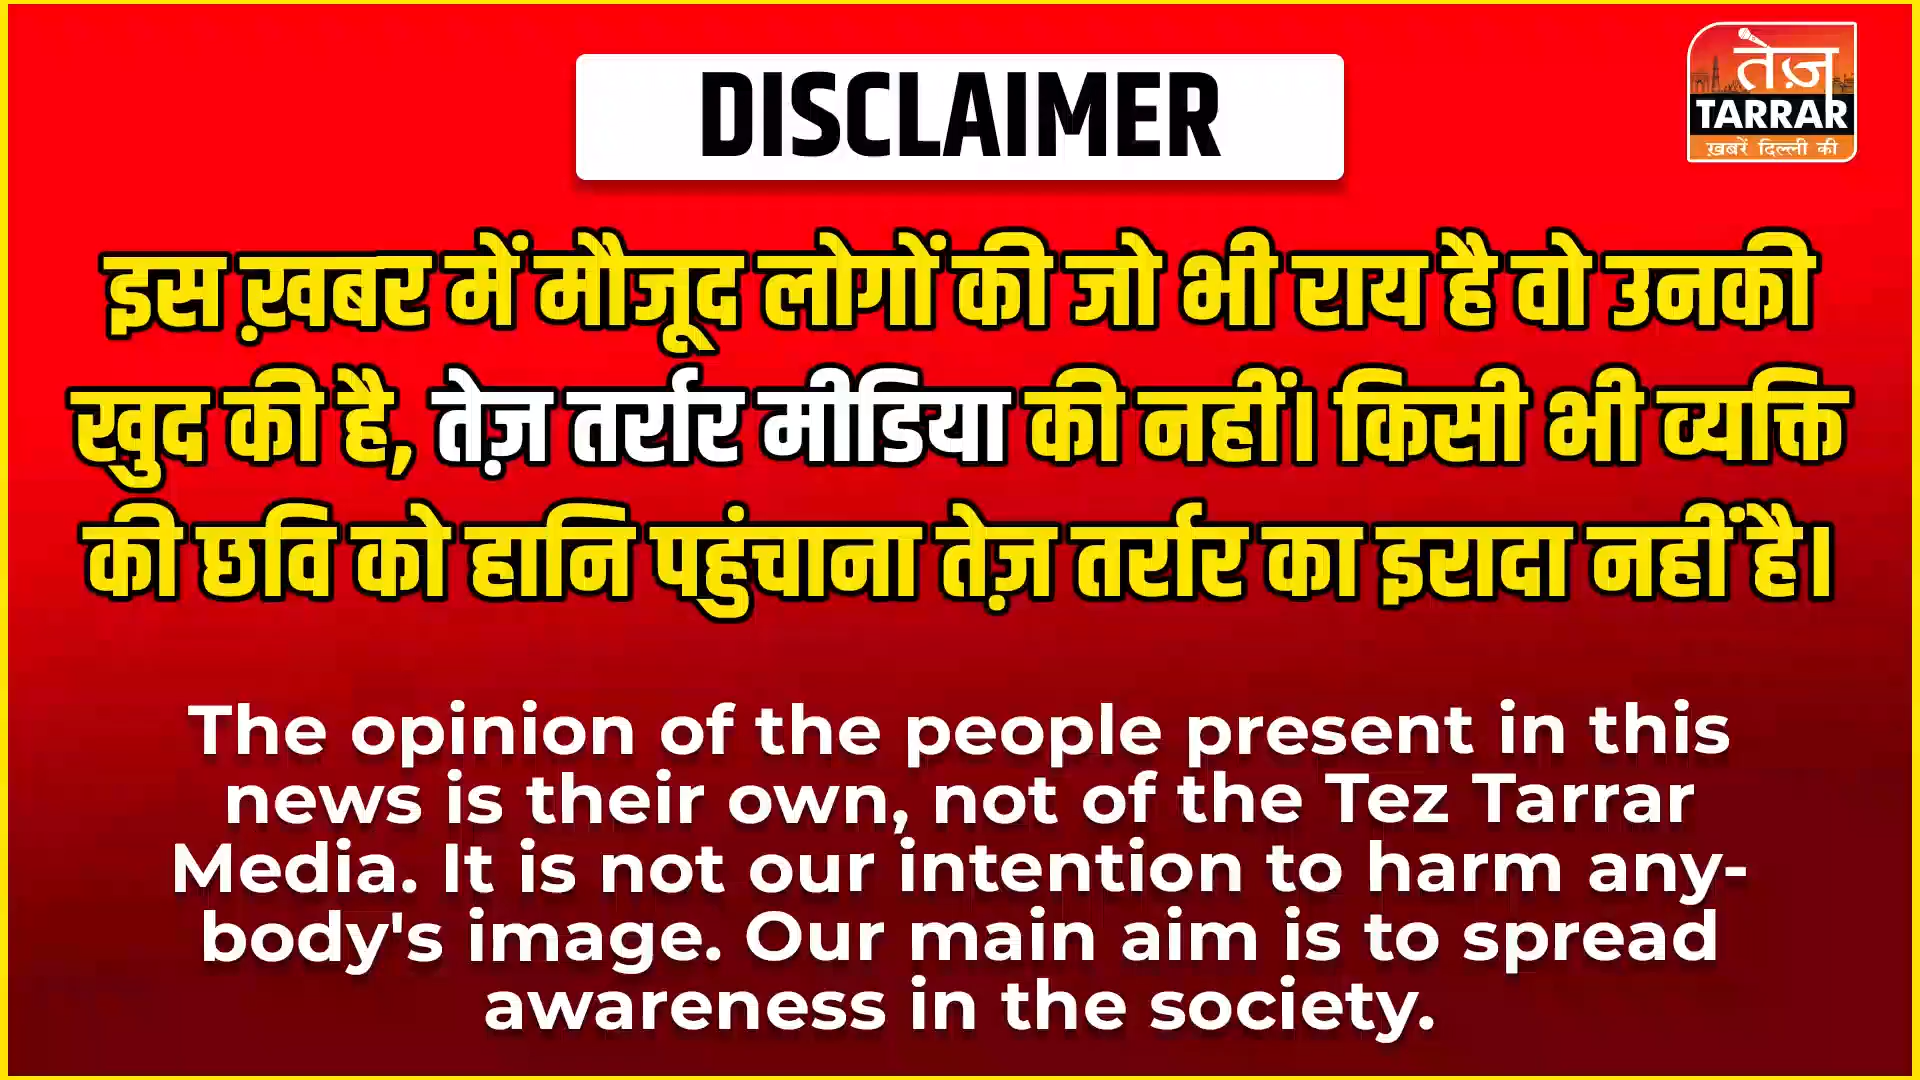 DISCLAIMER
तेज़
TARRAR
ख़बरें दिल्ली की
इस ख़बर में मौजूद लोगों की जो भी राय है वो उनकी
खुद की है, तेज़ तर्रार मीडिया की नहीं। किसी भी व्यक्ति
की छवि को हानि पहुंचाना तेज़ तर्रार का इरादा नहीं है।
The opinion of the people present in this
news is their own, not of the Tez Tarrar
Media. It is not our intention to harm any-
body's image. Our main aim is to spread
awareness in the society.